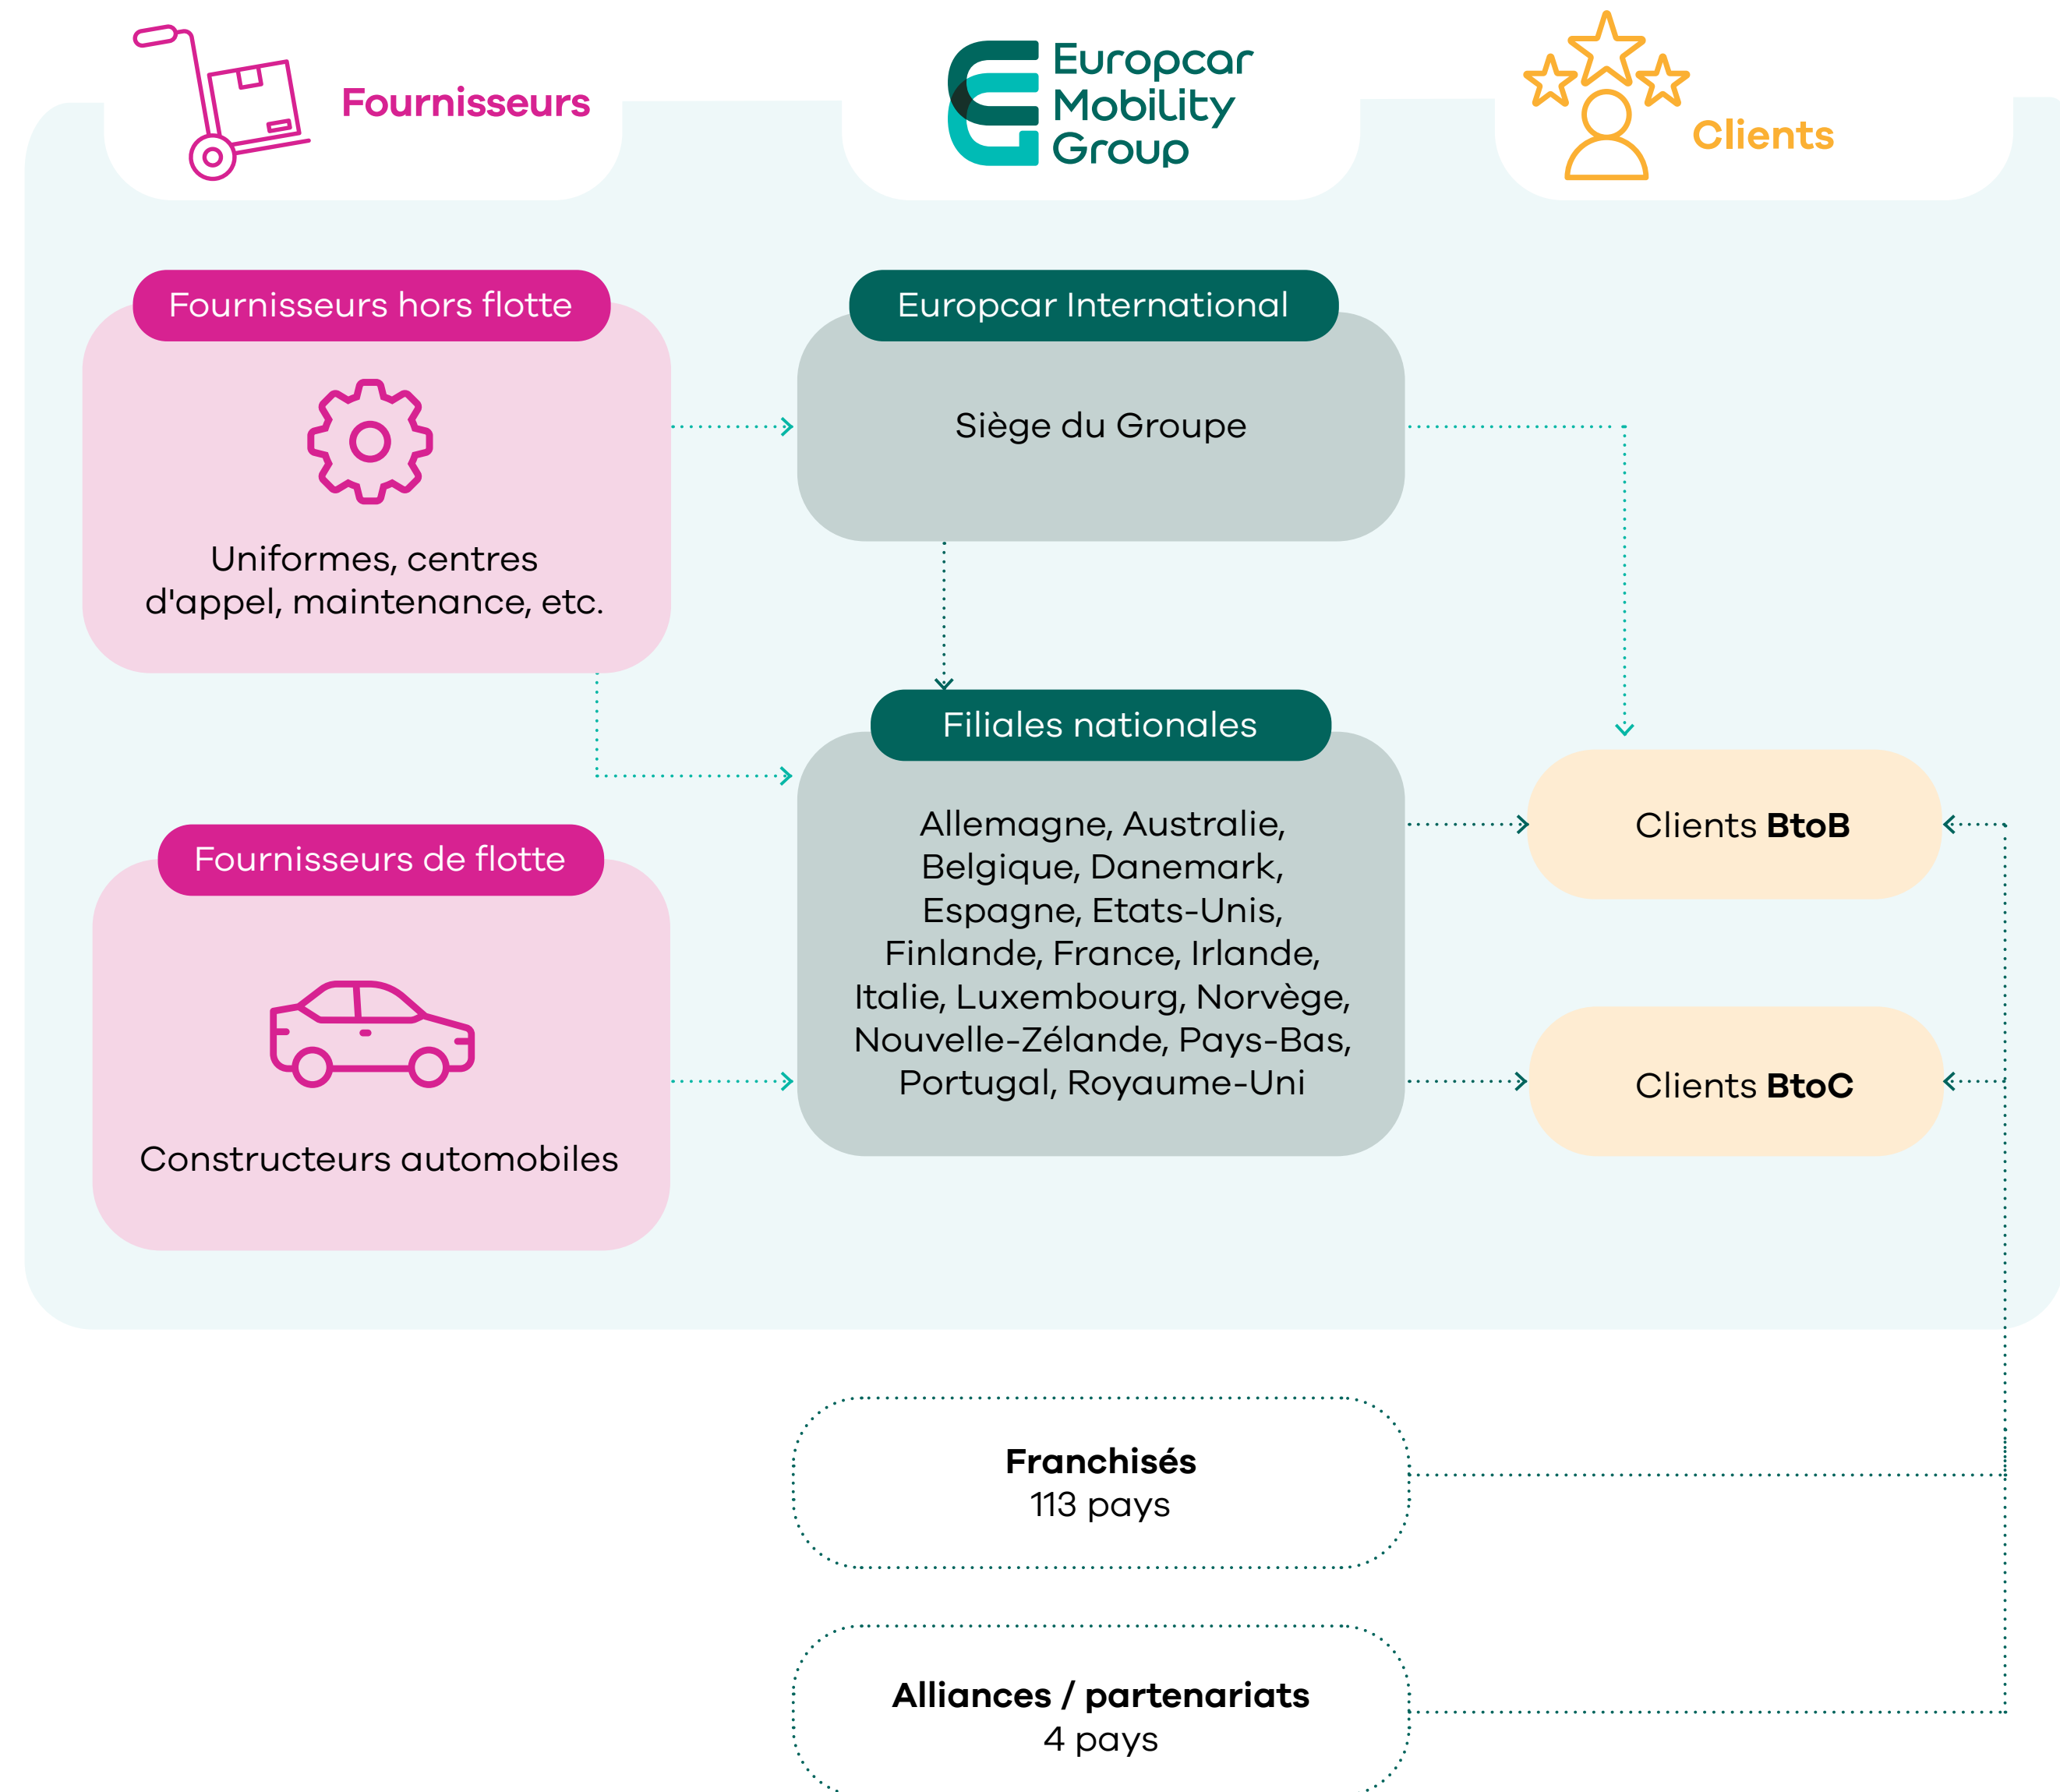 Fournisseurs
Europcar
Mobility
Group
Clients
Fournisseurs hors flotte
Uniformes, centres
d'appel, maintenance, etc.
Fournisseurs de flotte
Constructeurs automobiles
Europcar International
Siège du Groupe
Filiales nationales
Allemagne, Australie,
Belgique, Danemark,
Espagne, Etats-Unis,
Finlande, France, Irlande,
Italie, Luxembourg, Norvège,
Nouvelle-Zélande, Pays-Bas,
Portugal, Royaume-Uni
Clients BtoB
Clients BtoC
Franchisés
113 pays
Alliances / partenariats
4 pays